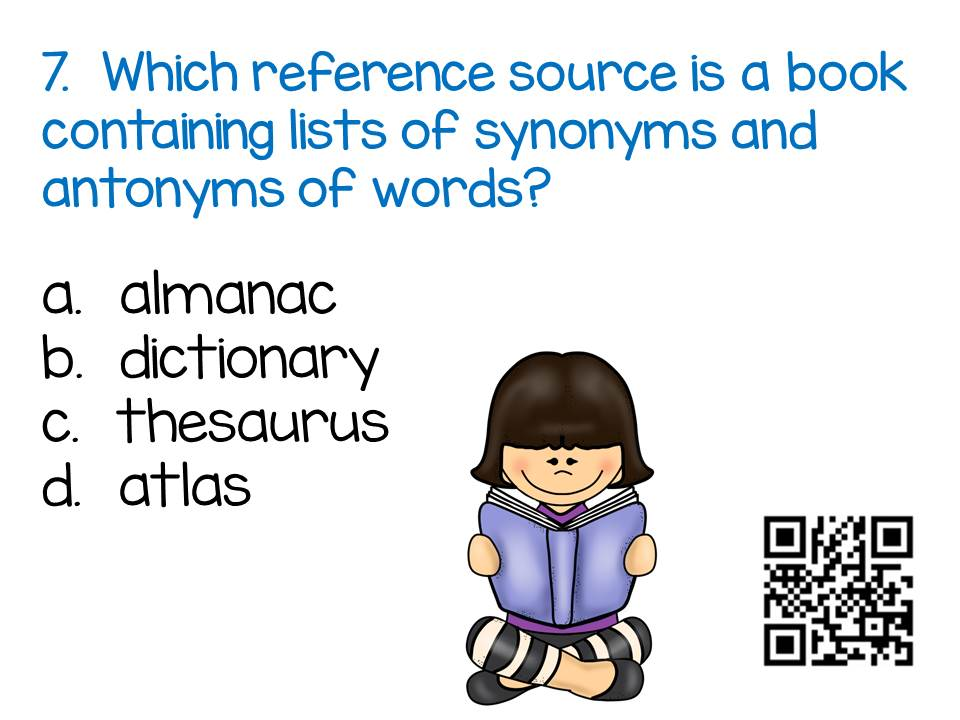 7. Which reference source is a book
containing lists of synonyms and
antonyms of words?
a. almanac
b. dictionary
c. thesaurus
d. atlas